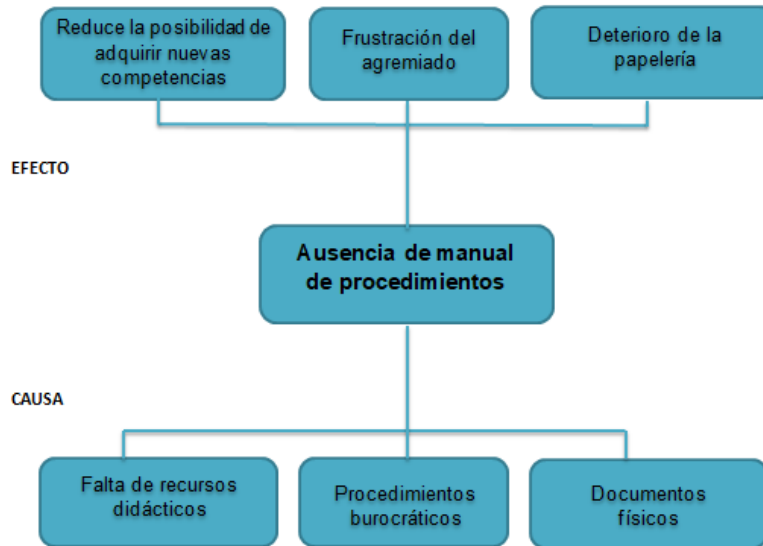 Reduce la posibilidad de
adquirir nuevas
competencias
Frustración del
agremiado
Deterioro de la
papelería
EFECTO
Ausencia de manual
de procedimientos
CAUSA
Falta de recursos
didácticos
Procedimientos
burocráticos
Documentos
físicos